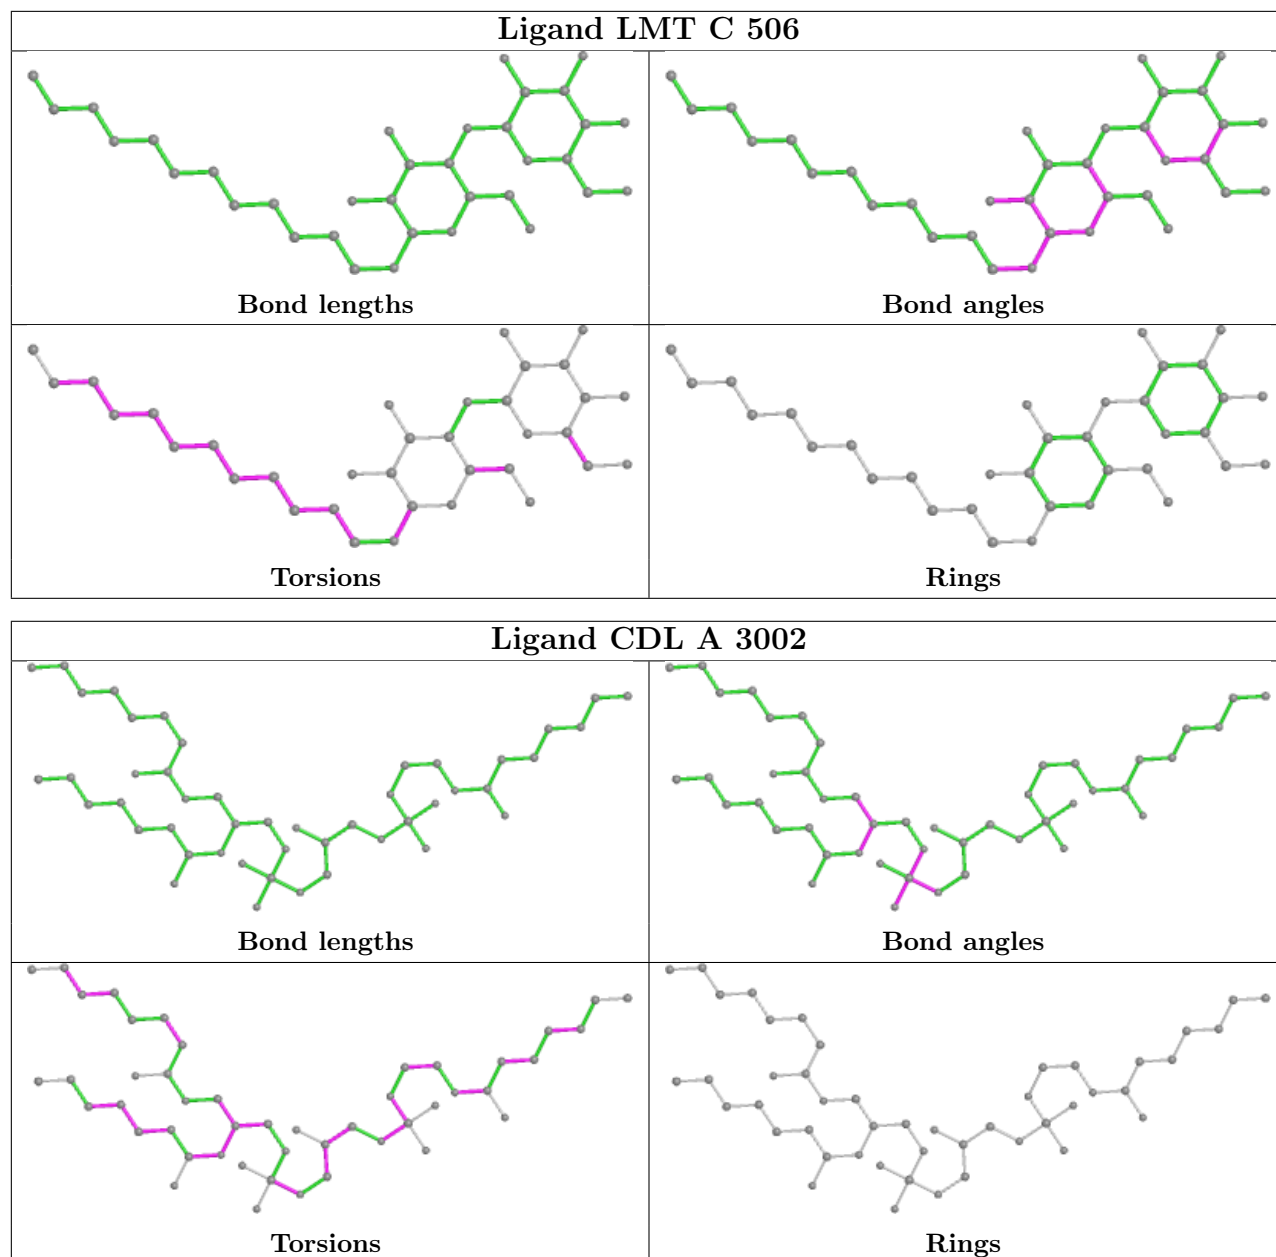 Ligand LMT C 506
Bond lengths
Bond angles
Torsions
Rings
Ligand CDL A 3002
Bond lengths
Bond angles
Torsions
Rings